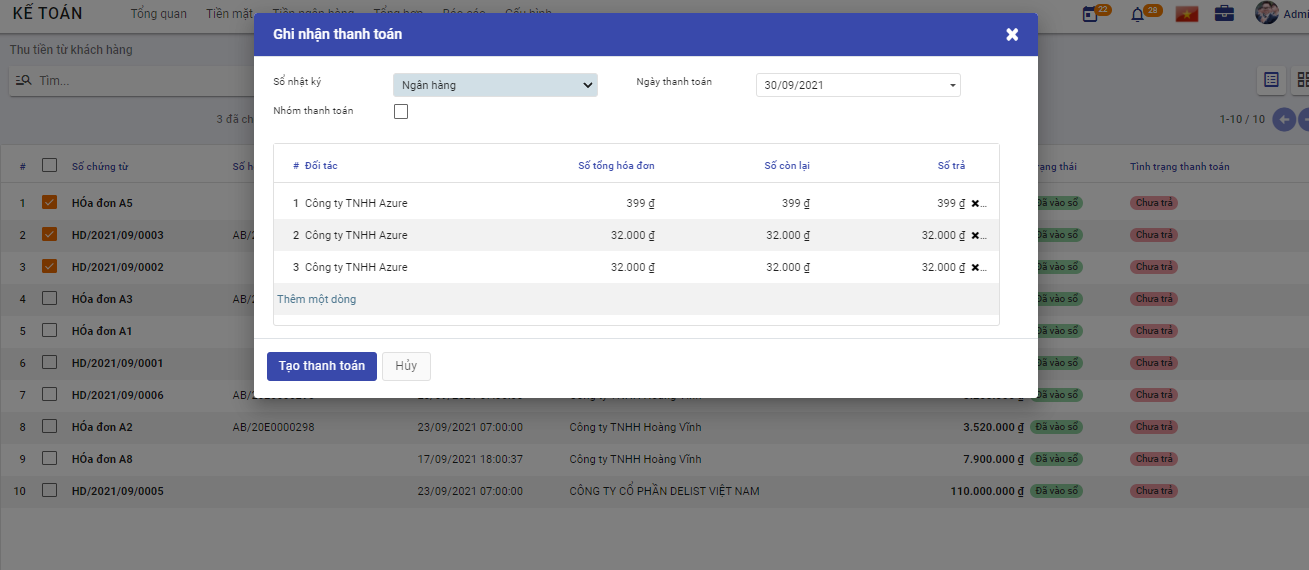 KẾ TOÁN Tổng quan Tiền mặt Tiền ngân hàng Tổng hợp Báo cáo Cấu hình 22 28 Admi
Ghi nhận thanh toán
Thu tiền từ khách hàng
Tìm...
Sổ nhật ký Ngân hàng Ngày thanh toán 30/09/2021
Nhóm thanh toán
3 đã ch 1-10 / 10
# Đối tác Số tổng hóa đơn Số còn lại Số trả
1 Công ty TNHH Azure 399 ₫ 399 ₫ 399 ₫ ✖...
2 Công ty TNHH Azure 32.000 ₫ 32.000 ₫ 32.000 ₫ ✖...
3 Công ty TNHH Azure 32.000 ₫ 32.000 ₫ 32.000 ₫ ✖...
Thêm một dòng
Tạo thanh toán Hủy
# Số chứng từ Số h rạng thái Tình trạng thanh toán
1 HÓa đơn A5 Đã vào sổ Chưa trả
2 HD/2021/09/0003 AB/2 Đã vào sổ Chưa trả
3 HD/2021/09/0002 Đã vào sổ Chưa trả
4 HÓa đơn A3 AB/2 Đã vào sổ Chưa trả
5 HÓa đơn A1 Đã vào sổ Chưa trả
6 HD/2021/09/0001 Đã vào sổ Chưa trả
7 HD/2021/09/0006 Đã vào sổ Chưa trả
8 HÓa đơn A2 AB/20E0000298 23/09/2021 07:00:00 Công ty TNHH Hoàng Vĩnh 3.520.000 ₫ Đã vào sổ Chưa trả
9 HÓa đơn A8 17/09/2021 18:00:37 Công ty TNHH Hoàng Vĩnh 7.900.000 ₫ Đã vào sổ Chưa trả
10 HD/2021/09/0005 23/09/2021 07:00:00 CÔNG TY CỔ PHẦN DELIST VIỆT NAM 110.000.000 ₫ Đã vào sổ Chưa trả